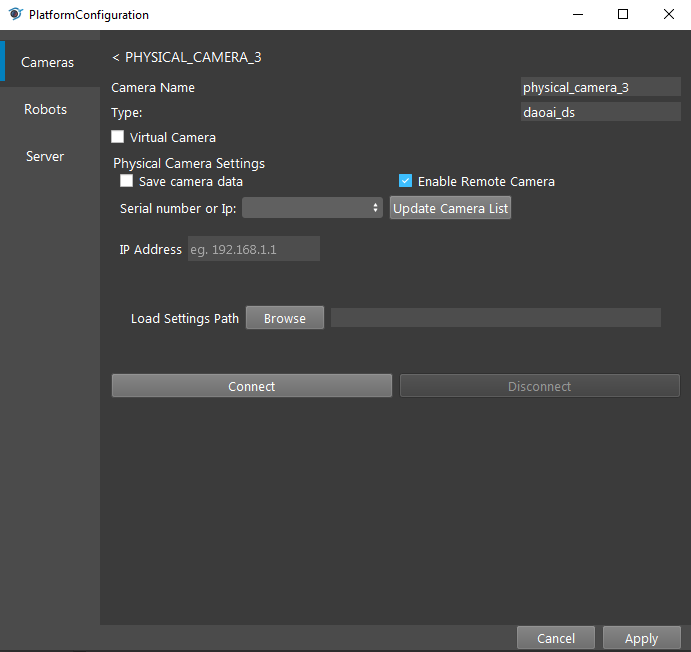 PlatformConfiguration
Cameras
Robots
Server
< PHYSICAL_CAMERA_3
Camera Name physical_camera_3
Type: daoai_ds
Virtual Camera
Physical Camera Settings
Save camera data Enable Remote Camera
Serial number or Ip: Update Camera List
IP Address eg. 192.168.1.1
Load Settings Path Browse
Connect Disconnect
Cancel Apply